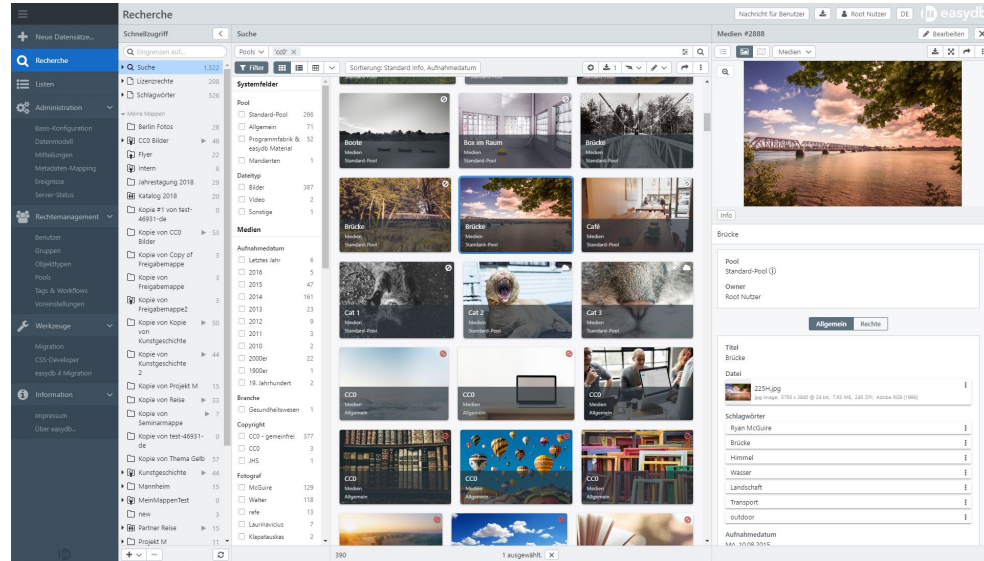 Recherche
Nachricht für Benutzer
Root Nutzer
DE
easydb
Neue Datensätze...
Recherche
Listen
Administration
Basis-Konfiguration
Datenmodell
Mitteilungen
Metadaten-Mapping
Ereignisse
Server-Status
Rechtemanagement
Benutzer
Gruppen
Objekttypen
Pools
Tags & Workflows
Voreinstellungen
Werkzeuge
Migration
CSS-Developer
easydb 4 Migration
Information
Impressum
Über easydb...
Schnellzugriff
Eingrenzen auf...
Suche 1.522
Lizenzrechte 208
Schlagwörter 526
Meine Mappen
Berlin Fotos 28
CC0 Bilder 48
Flyer 22
Intern 8
Jahrestagung 2018 29
Katalog 2018 20
Kopie #1 von test- 0
46931-de
Kopie von CC0 53
Bilder
Kopie von Copy of 3
Freigabemappe
Kopie von 3
Freigabemappe
Kopie von 3
Freigabemappe2
Kopie von Kopie 50
von
Kunstgeschichte
Kopie von 44
Kunstgeschichte
2
Kopie von Projekt M 15
Kopie von Reise 33
Kopie von 7
Seminarmappe
Kopie von test-46931- 0
de
Kopie von Thema Gelb 57
Kunstgeschichte 44
Mannheim 15
MeinMappenTest 0
new 3
Partner Reise 15
Projekt M 11
Suche
Pools 'cc0'
Filter
Sortierung: Standard Info, Aufnahmedatum
1
Systemfelder
Pool
Standard-Pool 266
Allgemein 71
Programmfabrik & 52
easydb Material
Mandanten 1
Dateityp
Bilder 387
Video 2
Sonstige 1
Medien
Aufnahmedatum
Letztes Jahr 6
2016 5
2015 47
2014 161
2013 23
2012 9
2011 3
2010 2
2000er 22
1900er 1
19. Jahrhundert 2
Branche
Gesundheitswesen 1
Copyright
CC0 - gemeinfrei 377
CC0 3
JHS 1
Fotograf
McGuire 129
Walter 118
refe 13
Laurinavicius 7
Klapatauskas 2
Boote
Medien
Standard-Pool
Box im Raum
Medien
Standard-Pool
Brücke
Medien
Standard-Pool
Brücke
Medien
Standard-Pool
Brücke
Medien
Standard-Pool
Café
Medien
Standard-Pool
Cat 1
Medien
Standard-Pool
Cat 2
Medien
Standard-Pool
Cat 3
Medien
Standard-Pool
CC0
Medien
Allgemein
CC0
Medien
Allgemein
CC0
Medien
Allgemein
CC0
Medien
Allgemein
CC0
Medien
Allgemein
CC0
Medien
Allgemein
390
1 ausgewählt.
Medien #2888
Bearbeiten
Medien
Info
Brücke
Pool
Standard-Pool
Owner
Root Nutzer
Allgemein Rechte
Titel
Brücke
Datei
225H.jpg
Schlagwörter
Ryan McGuire
Brücke
Himmel
Wasser
Landschaft
Transport
outdoor
Aufnahmedatum
Mo, 10.08.2015